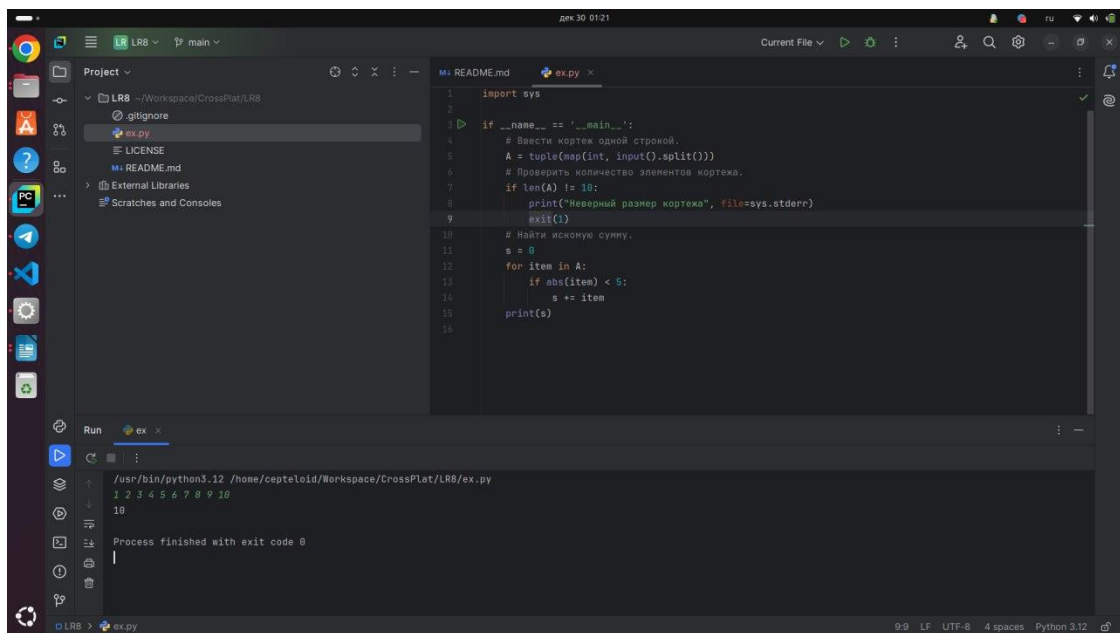 дек 30 01:21
ru
LR LR8 main
Current File
Project
README.md
ex.py
LR8 ~/Workspace/CrossPlat/LR8
.gitignore
ex.py
LICENSE
README.md
External Libraries
Scratches and Consoles
1 import sys
2
3 if __name__ == '__main__':
4 # Ввести кортеж одной строкой.
5 A = tuple(map(int, input().split()))
6 # Проверить количество элементов кортежа.
7 if len(A) != 10:
8 print("Неверный размер кортежа", file=sys.stderr)
9 exit(1)
10 # Найти искомую сумму.
11 s = 0
12 for item in A:
13 if abs(item) < 5:
14 s += item
15 print(s)
16
PC
Run ex
/usr/bin/python3.12 /home/cepteloid/Workspace/CrossPlat/LR8/ex.py
1 2 3 4 5 6 7 8 9 10
10
Process finished with exit code 0
LR8 > ex.py
9:9 LF UTF-8 4 spaces Python 3.12